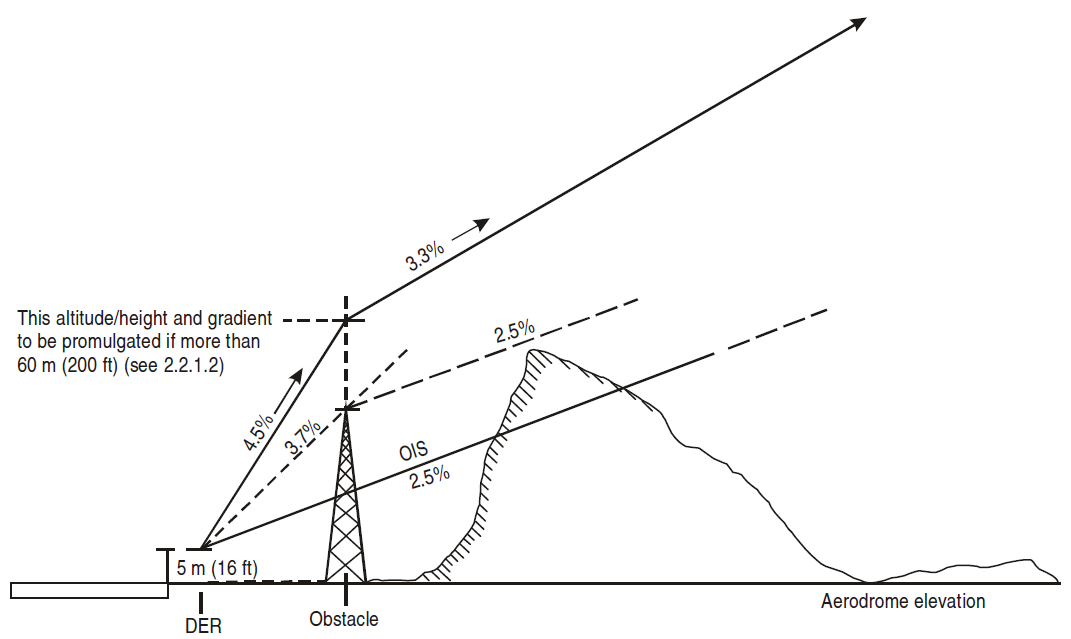 3.3%
This altitude/height and gradient
to be promulgated if more than
60 m (200 ft) (see 2.2.1.2)
2.5%
4.5%
3.7%
OIS
2.5%
5 m (16 ft)
Aerodrome elevation
Obstacle
DER